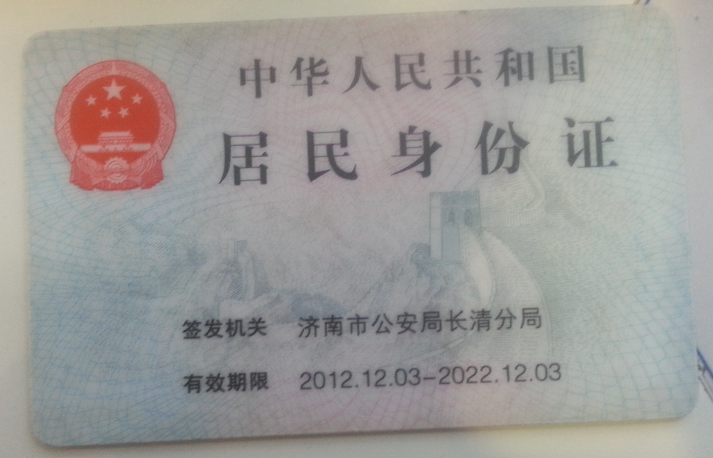 中华人民共和国
居民身份证
签发机关 济南市公安局长清分局
有效期限 2012.12.03-2022.12.03